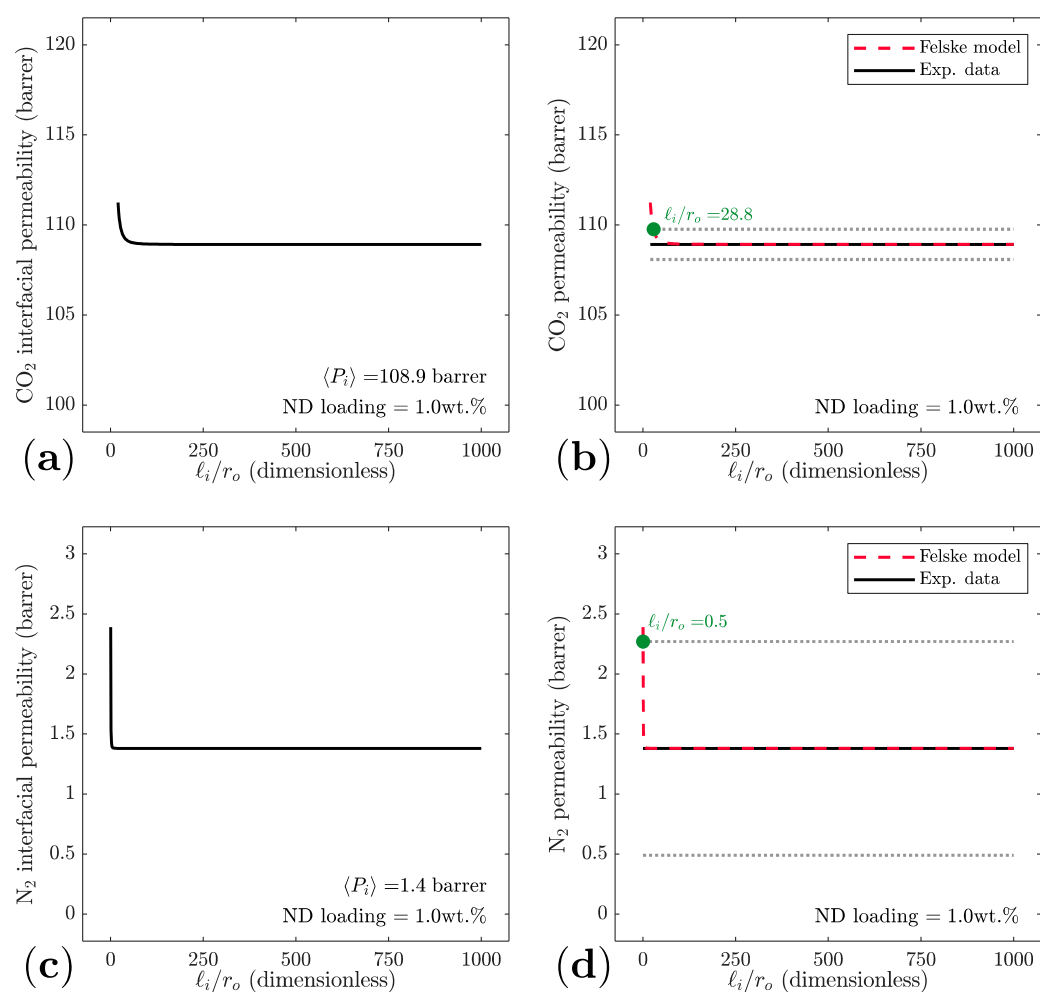 CO₂ interfacial permeability (barrer)
120
115
110
105
100
⟨Pᵢ⟩ =108.9 barrer
ND loading = 1.0wt.%
0 250 500 750 1000
ℓᵢ/rₒ (dimensionless)
(a)
CO₂ permeability (barrer)
120
115
110
105
100
Felske model
Exp. data
ℓᵢ/rₒ =28.8
ND loading = 1.0wt.%
0 250 500 750 1000
ℓᵢ/rₒ (dimensionless)
(b)
N₂ interfacial permeability (barrer)
3
2.5
2
1.5
1
0.5
0
⟨Pᵢ⟩ =1.4 barrer
ND loading = 1.0wt.%
0 250 500 750 1000
ℓᵢ/rₒ (dimensionless)
(c)
N₂ permeability (barrer)
3
2.5
2
1.5
1
0.5
0
Felske model
Exp. data
ℓᵢ/rₒ =0.5
ND loading = 1.0wt.%
0 250 500 750 1000
ℓᵢ/rₒ (dimensionless)
(d)